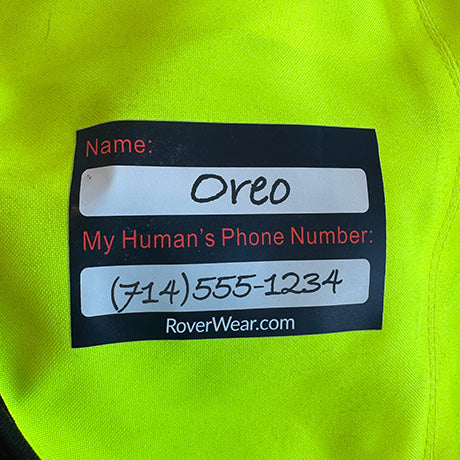 Name:
Oreo
My Human's Phone Number:
(714)555-1234
RoverWear.com